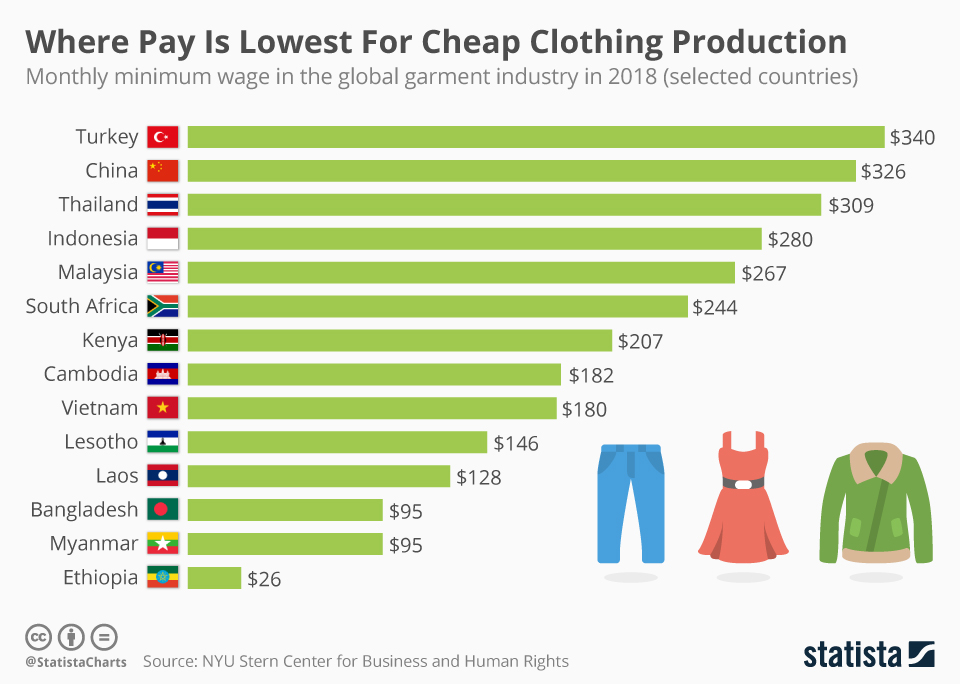 Where Pay Is Lowest For Cheap Clothing Production
Monthly minimum wage in the global garment industry in 2018 (selected countries)
Turkey $340
China $326
Thailand $309
Indonesia $280
Malaysia $267
South Africa $244
Kenya $207
Cambodia $182
Vietnam $180
Lesotho $146
Laos $128
Bangladesh $95
Myanmar $95
Ethiopia $26
cc
@StatistaCharts Source: NYU Stern Center for Business and Human Rights
statista